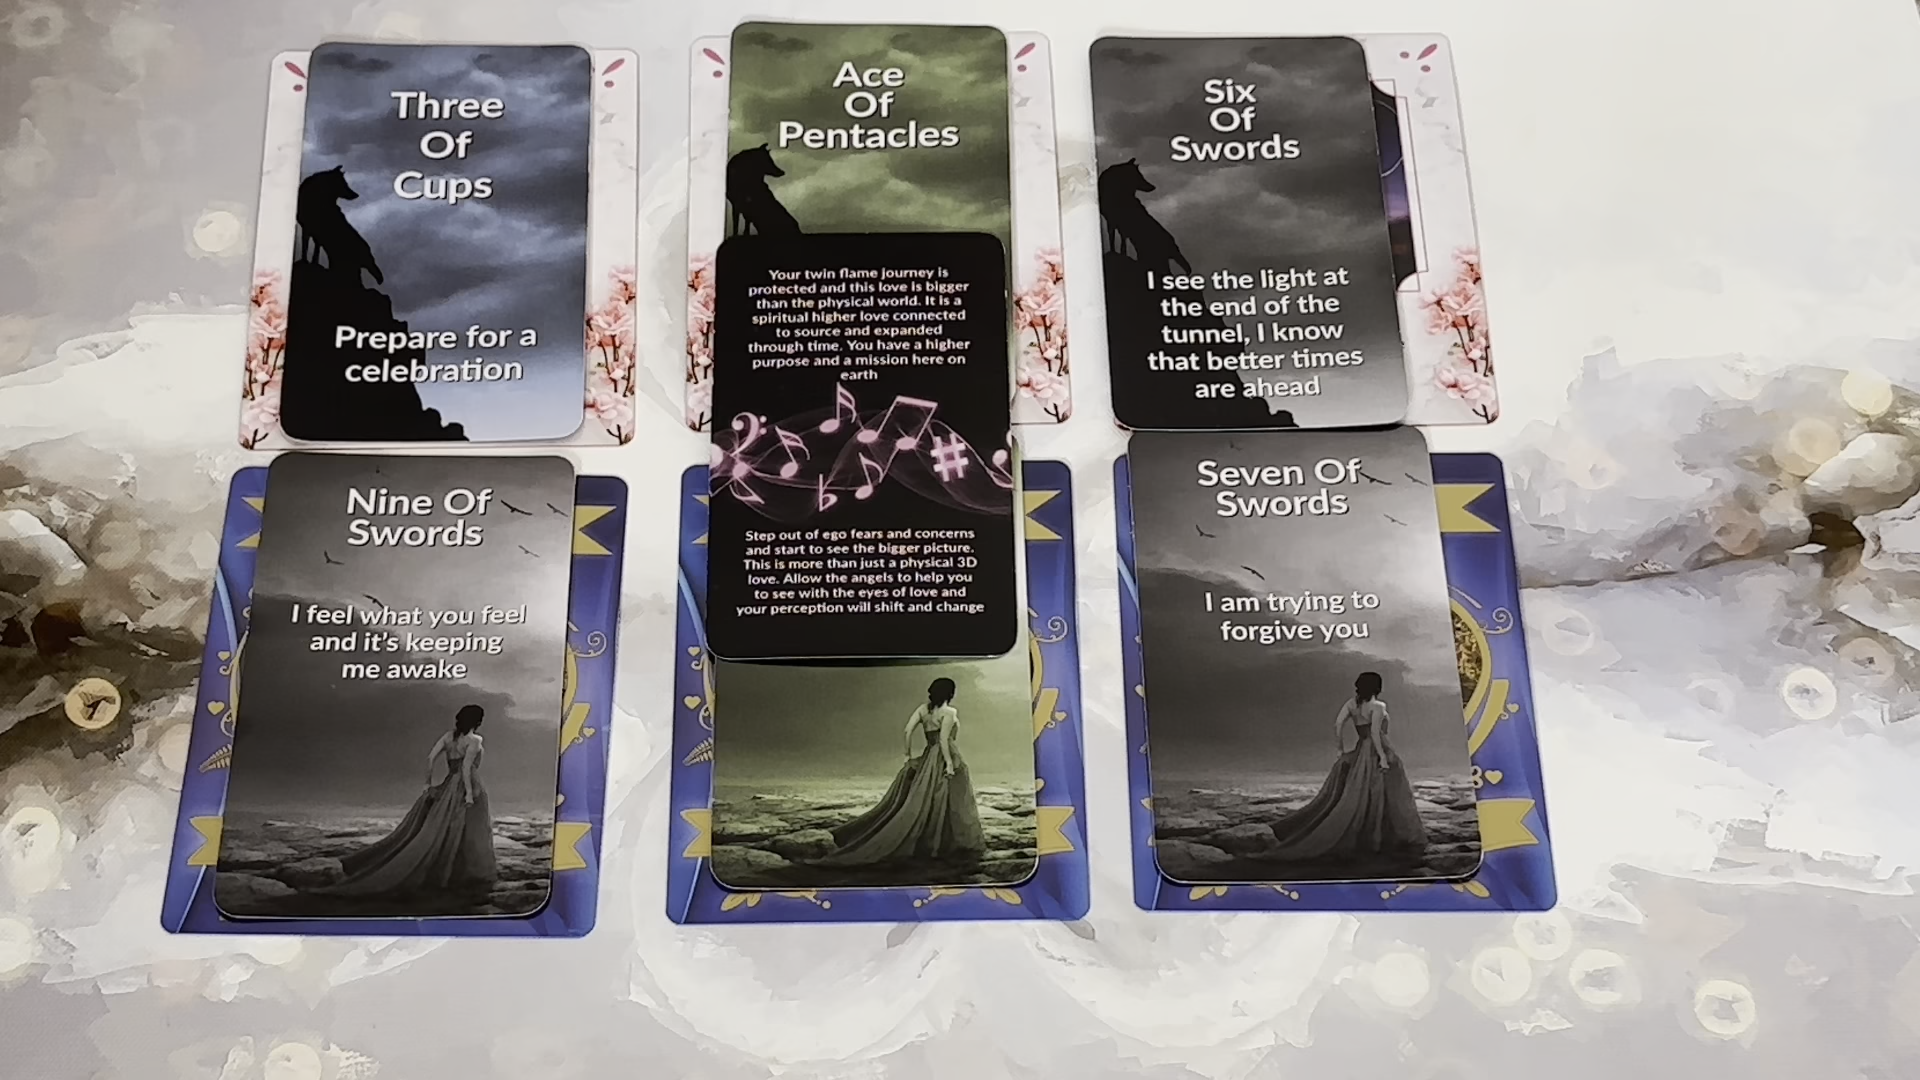 Three
Of
Cups
Prepare for a
celebration
Ace
Of
Pentacles
Your twin flame journey is
protected and this love is bigger
than the physical world. It is a
spiritual higher love connected
to source and expanded
through time. You have a higher
purpose and a mission here on
earth
Step out of ego fears and concerns
and start to see the bigger picture.
This is more than just a physical 3D
love. Allow the angels to help you
to see with the eyes of love and
your perception will shift and change
Six
Of
Swords
I see the light at
the end of the
tunnel, I know
that better times
are ahead
Nine Of
Swords
I feel what you feel
and it's keeping
me awake
Seven Of
Swords
I am trying to
forgive you